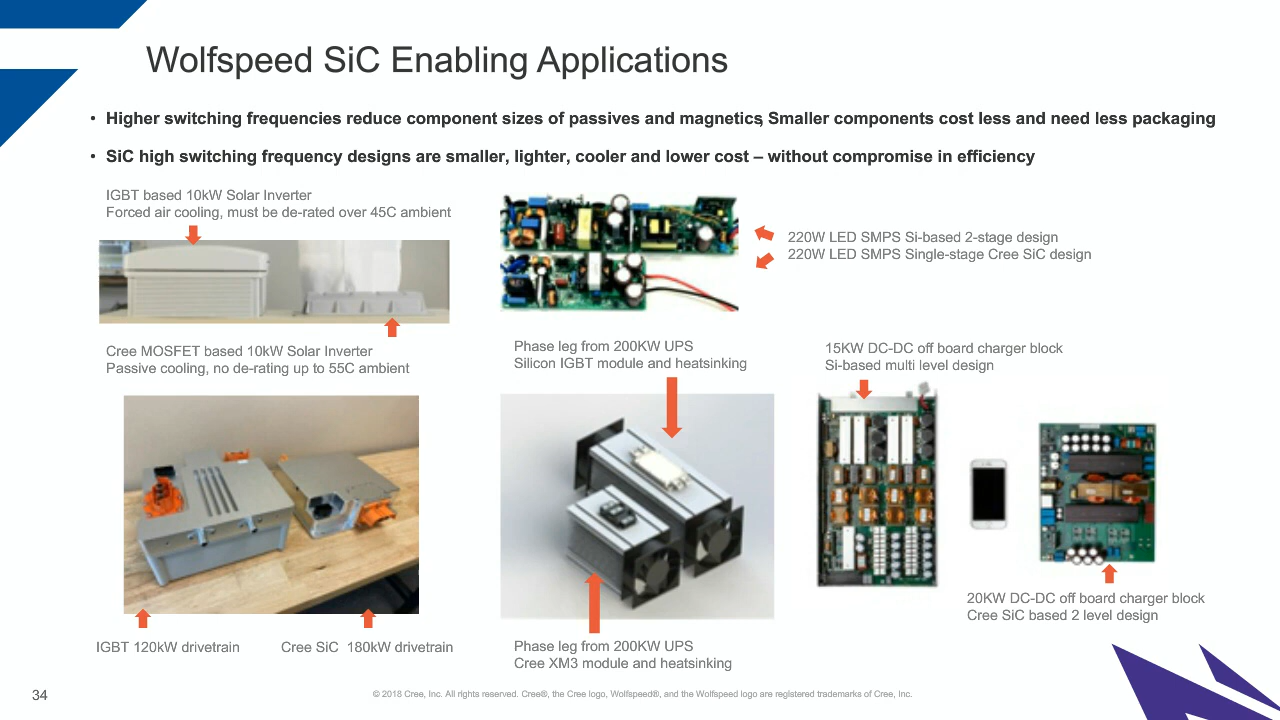 Wolfspeed SiC Enabling Applications
• Higher switching frequencies reduce component sizes of passives and magnetics, Smaller components cost less and need less packaging
• SiC high switching frequency designs are smaller, lighter, cooler and lower cost – without compromise in efficiency
IGBT based 10kW Solar Inverter
Forced air cooling, must be de-rated over 45C ambient
220W LED SMPS Si-based 2-stage design
220W LED SMPS Single-stage Cree SiC design
Cree MOSFET based 10kW Solar Inverter
Passive cooling, no de-rating up to 55C ambient
Phase leg from 200KW UPS
Silicon IGBT module and heatsinking
15KW DC-DC off board charger block
Si-based multi level design
20KW DC-DC off board charger block
Cree SiC based 2 level design
IGBT 120kW drivetrain
Cree SiC 180kW drivetrain
Phase leg from 200KW UPS
Cree XM3 module and heatsinking
34
© 2018 Cree, Inc. All rights reserved. Cree®, the Cree logo, Wolfspeed®, and the Wolfspeed logo are registered trademarks of Cree, Inc.